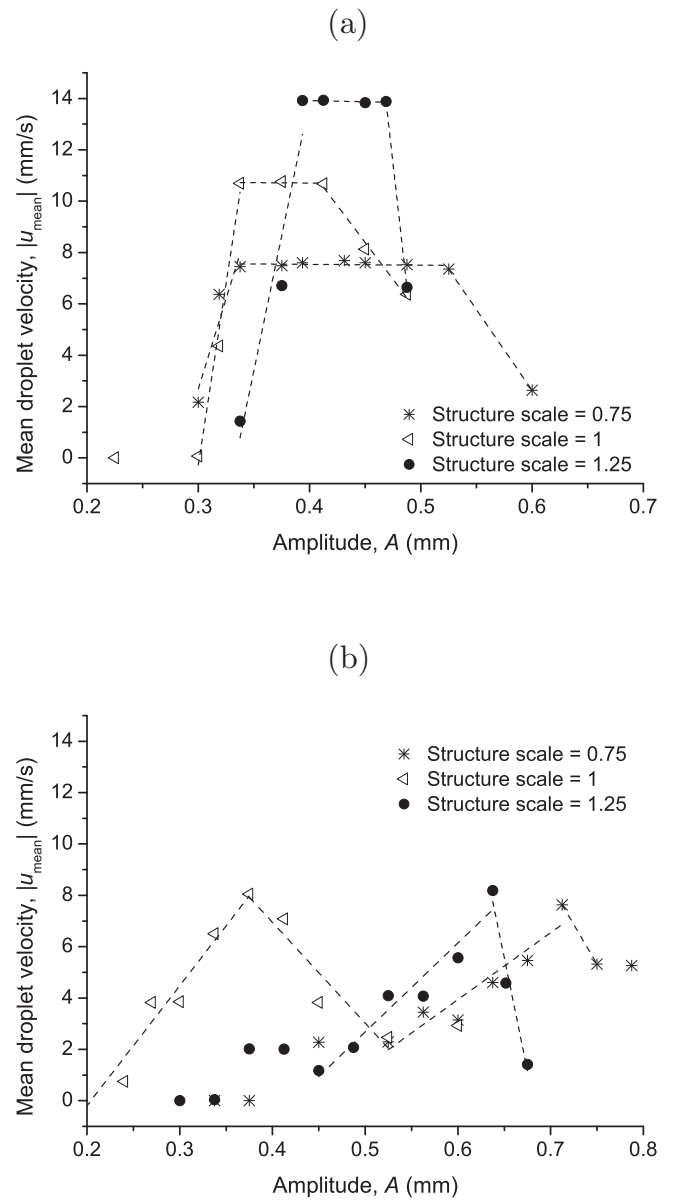 (a)
14
12
10
8
6
4
2
0
Mean droplet velocity, |u_mean| (mm/s)
Structure scale = 0.75
Structure scale = 1
Structure scale = 1.25
0.2 0.3 0.4 0.5 0.6 0.7
Amplitude, A (mm)
(b)
14
12
10
8
6
4
2
0
Mean droplet velocity, |u_mean| (mm/s)
Structure scale = 0.75
Structure scale = 1
Structure scale = 1.25
0.2 0.3 0.4 0.5 0.6 0.7 0.8
Amplitude, A (mm)